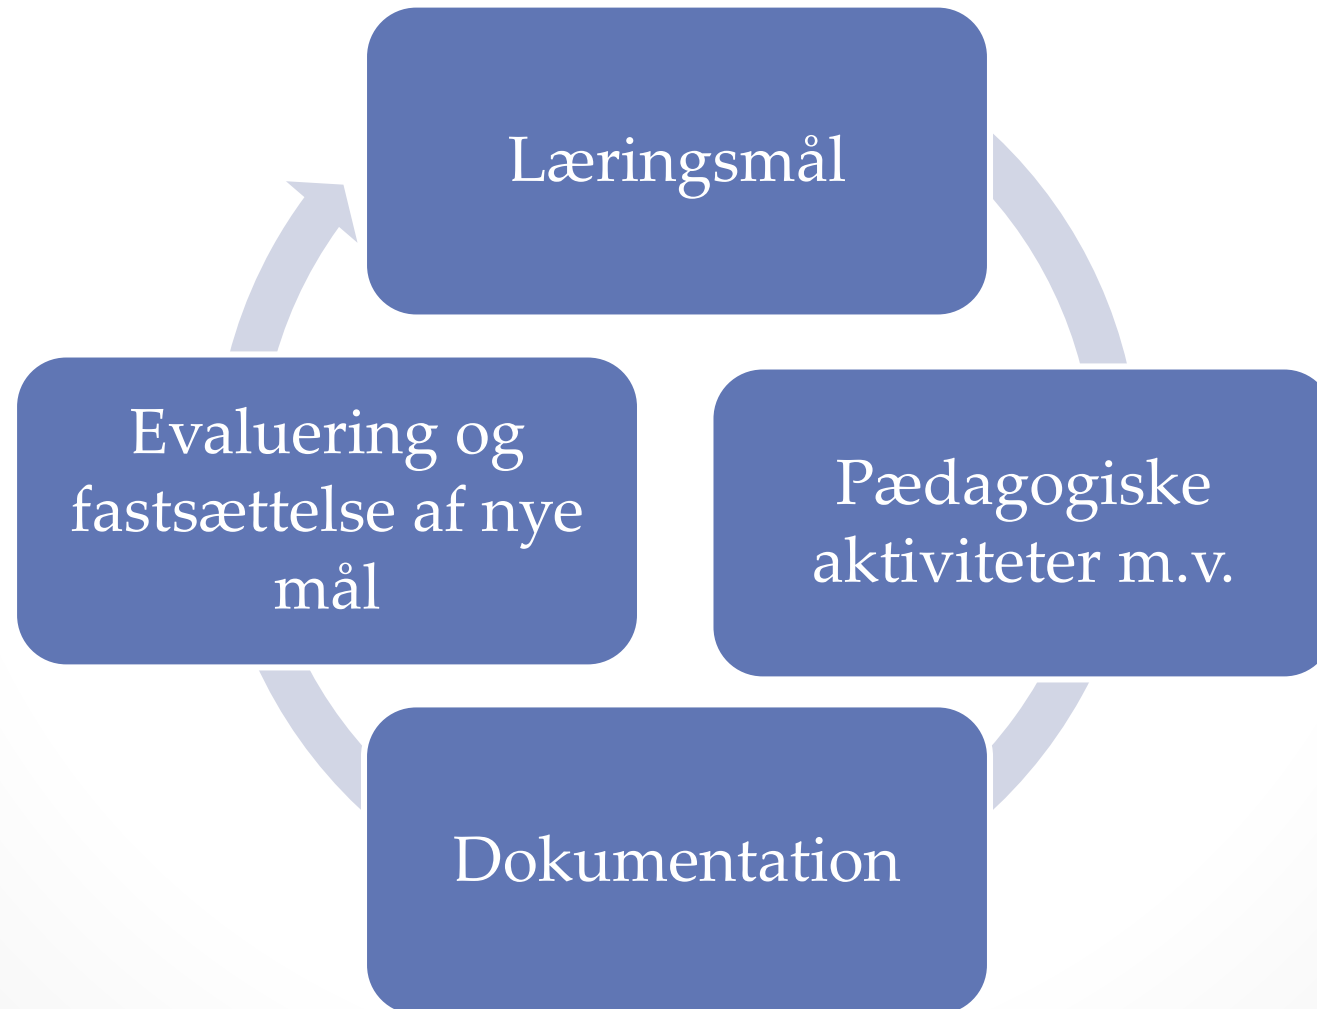 Læringsmål
Evaluering og
fastsættelse af nye
mål
Pædagogiske
aktiviteter m.v.
Dokumentation